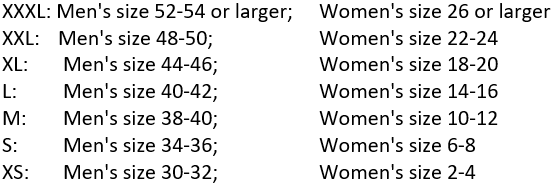 XXXL: Men's size 52-54 or larger; Women's size 26 or larger
XXL: Men's size 48-50; Women's size 22-24
XL: Men's size 44-46; Women's size 18-20
L: Men's size 40-42; Women's size 14-16
M: Men's size 38-40; Women's size 10-12
S: Men's size 34-36; Women's size 6-8
XS: Men's size 30-32; Women's size 2-4